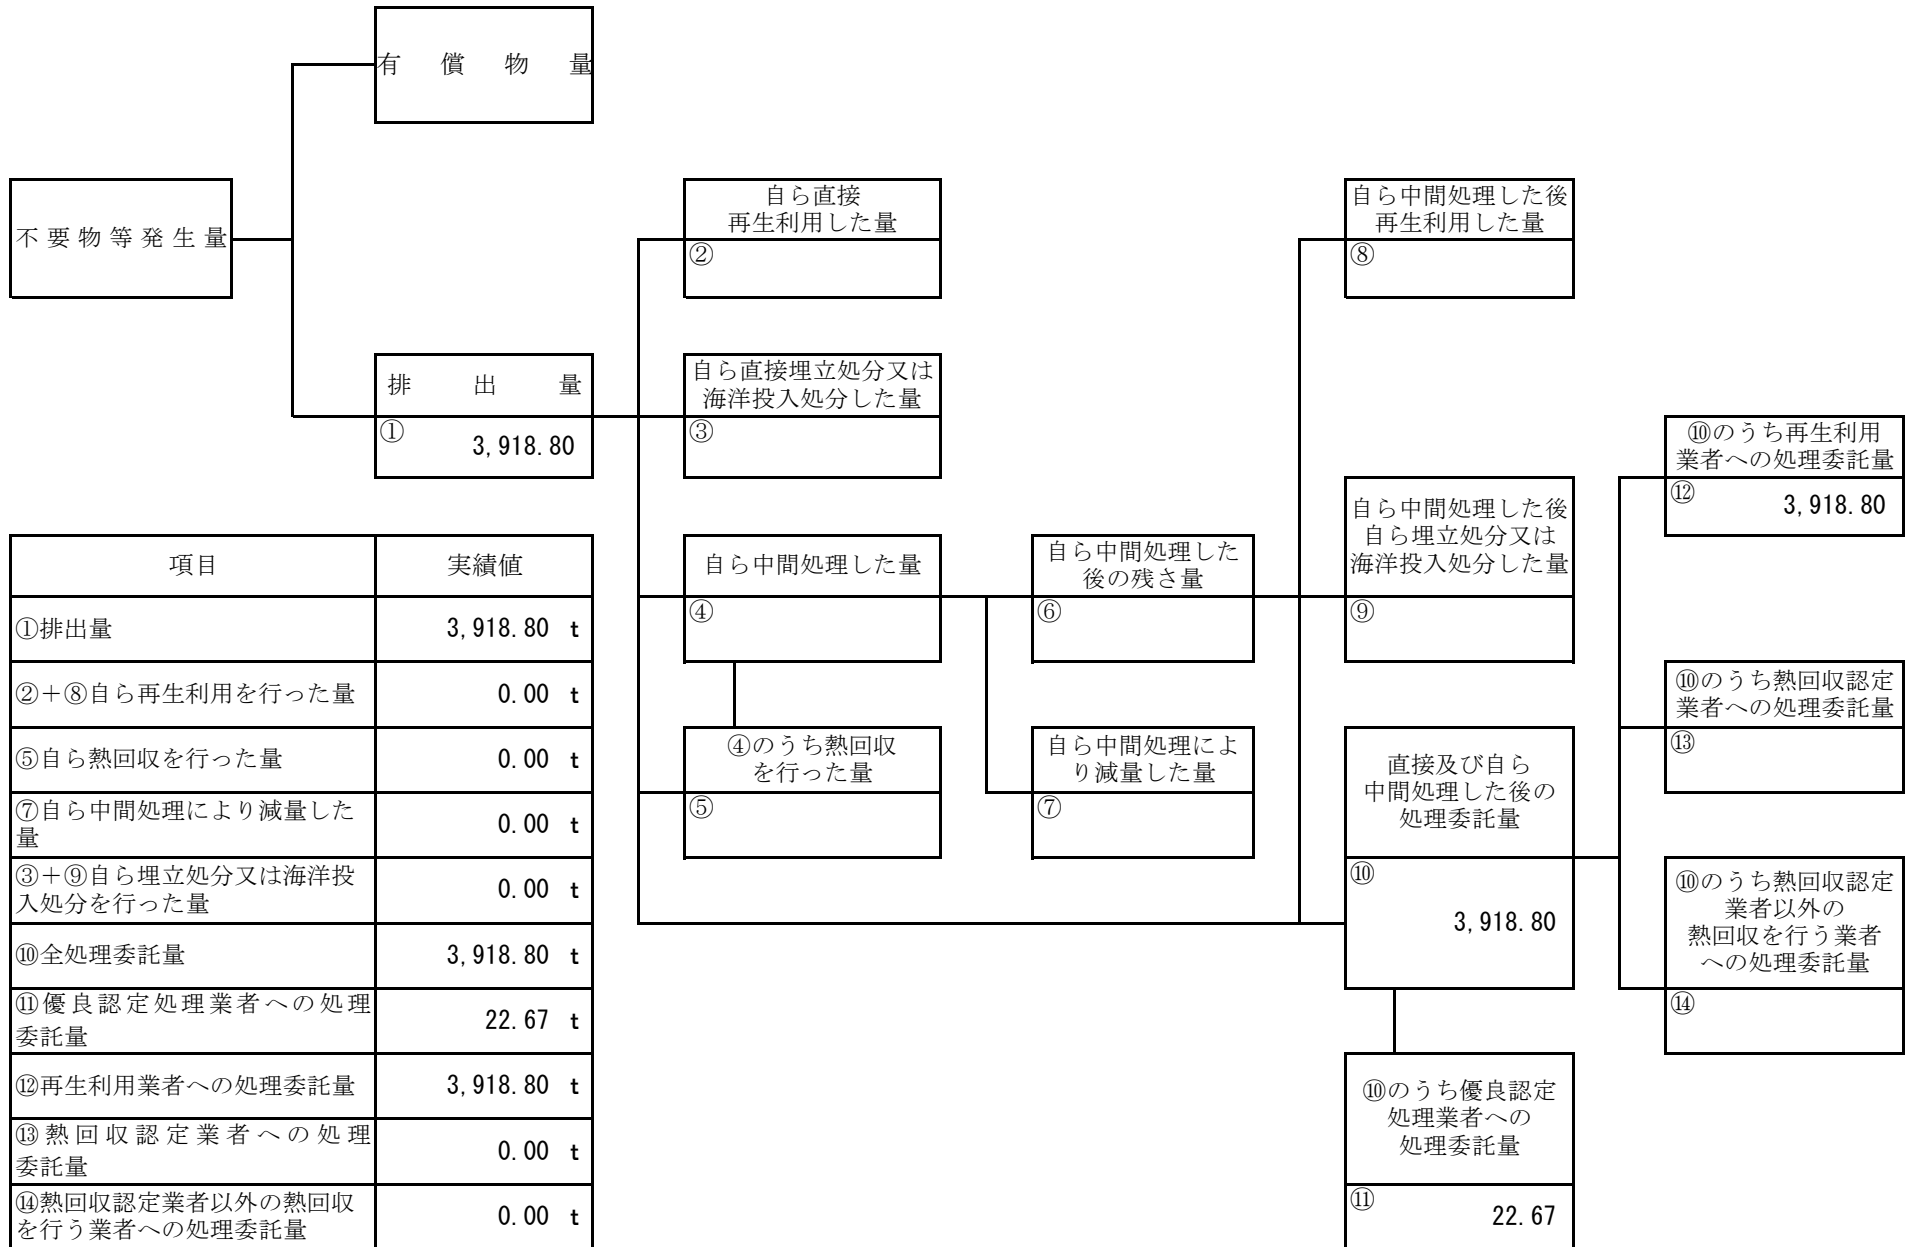 有償物量
不要物等発生量
自ら直接
再生利用した量
②
自ら中間処理した後
再生利用した量
⑧
排出量
① 3,918.80
自ら直接埋立処分又は
海洋投入処分した量
③
⑩のうち再生利用
業者への処理委託量
⑫ 3,918.80
自ら中間処理した量
④
自ら中間処理した
後の残さ量
⑥
自ら中間処理した後
自ら埋立処分又は
海洋投入処分した量
⑨
④のうち熱回収
を行った量
⑤
自ら中間処理によ
り減量した量
⑦
直接及び自ら
中間処理した後の
処理委託量
⑩
3,918.80
⑩のうち熱回収認定
業者への処理委託量
⑬
⑩のうち熱回収認定
業者以外の
熱回収を行う業者
への処理委託量
⑭
⑩のうち優良認定
処理業者への
処理委託量
⑪ 22.67
項目 実績値
①排出量 3,918.80 t
②+⑧自ら再生利用を行った量 0.00 t
⑤自ら熱回収を行った量 0.00 t
⑦自ら中間処理により減量した
量 0.00 t
③+⑨自ら埋立処分又は海洋投
入処分を行った量 0.00 t
⑩全処理委託量 3,918.80 t
⑪優良認定処理業者への処理
委託量 22.67 t
⑫再生利用業者への処理委託量 3,918.80 t
⑬熱回収認定業者への処理
委託量 0.00 t
⑭熱回収認定業者以外の熱回収
を行う業者への処理委託量 0.00 t